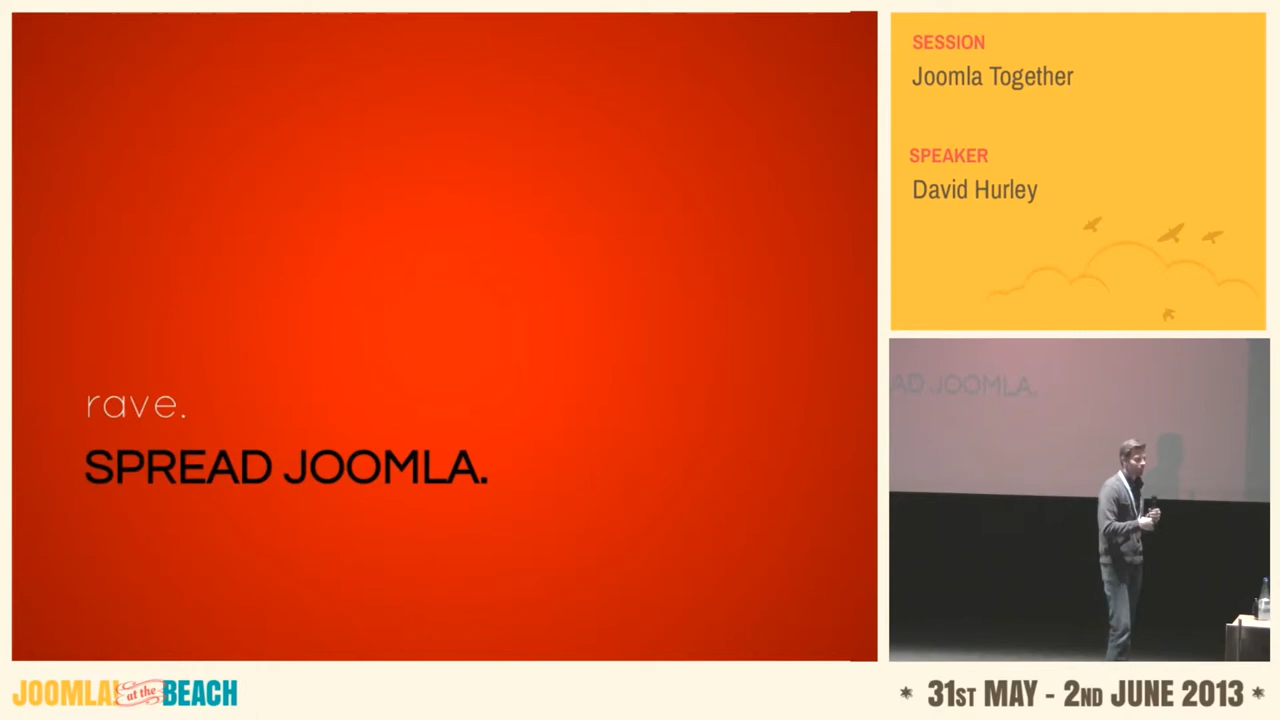 rave.
SPREAD JOOMLA.
SESSION
Joomla Together
SPEAKER
David Hurley
AD JOOMLA.
JOOMLA! at the BEACH
* 31ST MAY - 2ND JUNE 2013 *